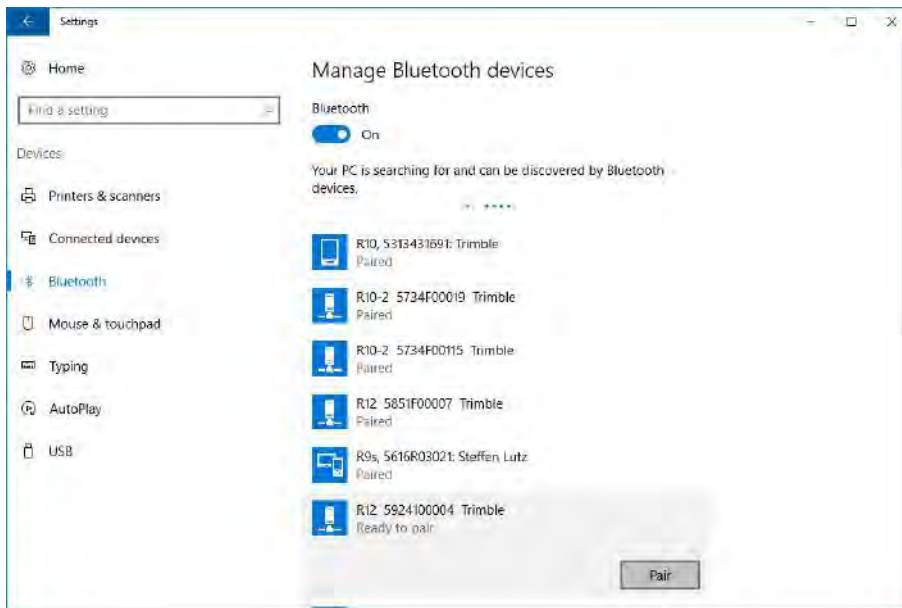 Settings
Home
Find a setting
Devices
Printers & scanners
Connected devices
Bluetooth
Mouse & touchpad
Typing
AutoPlay
USB
Manage Bluetooth devices
Bluetooth
On
Your PC is searching for and can be discovered by Bluetooth
devices.
R10, 5313431691: Trimble
Paired
R10-2 5734F00019 Trimble
Paired
R10-2 5734F00115 Trimble
Paired
R12 5851F00007 Trimble
Paired
R9s, 5616R03021: Steffen Lutz
Paired
R12 5924100004 Trimble
Ready to pair
Pair